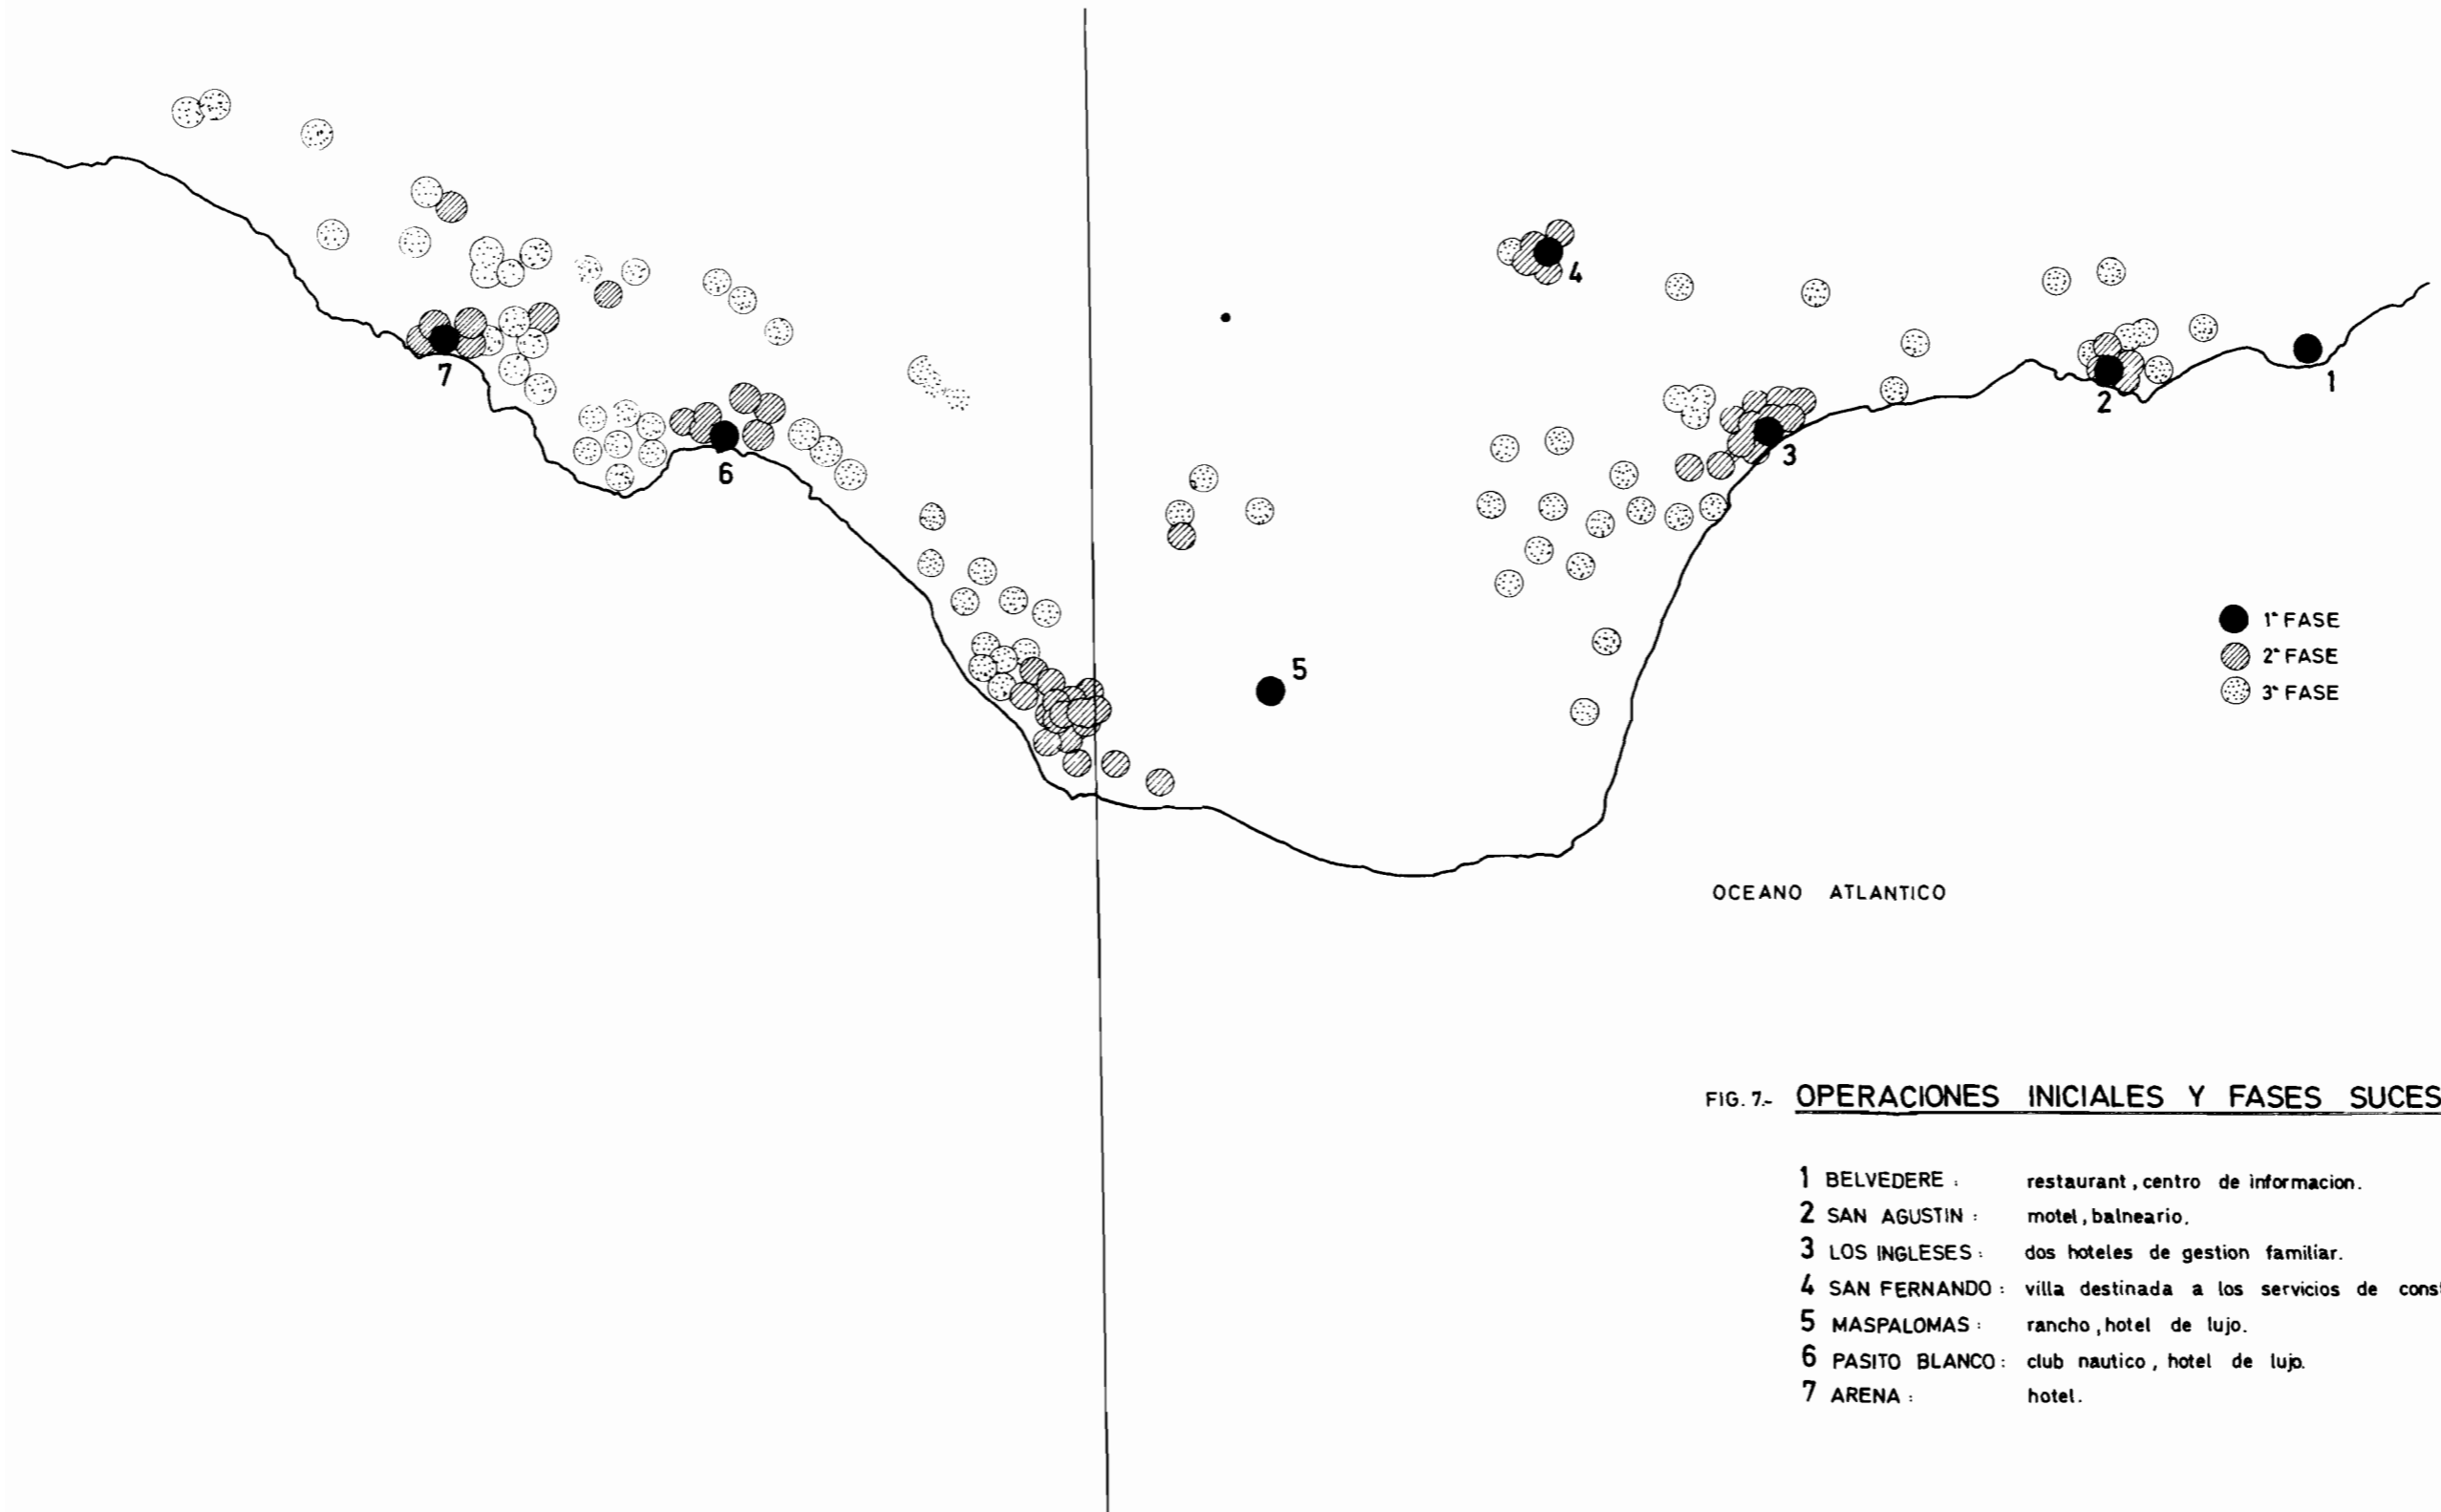 4
7
6
3
2
1
5
1ª FASE
2ª FASE
3ª FASE
OCEANO ATLANTICO
FIG. 7.- OPERACIONES INICIALES Y FASES SUCES
1 BELVEDERE : restaurant, centro de informacion.
2 SAN AGUSTIN : motel, balneario.
3 LOS INGLESES : dos hoteles de gestion familiar.
4 SAN FERNANDO : villa destinada a los servicios de cons
5 MASPALOMAS : rancho, hotel de lujo.
6 PASITO BLANCO : club nautico, hotel de lujo.
7 ARENA : hotel.